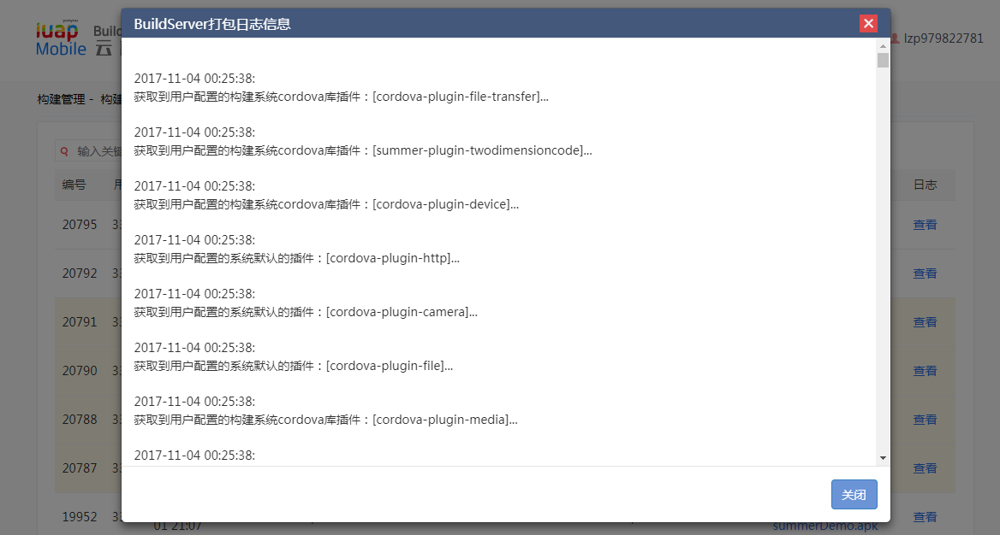 BuildServer打包日志信息
iuap
Mobile
Build
云
lzp979822781
2017-11-04 00:25:38:
获取到用户配置的构建系统cordova库插件：[cordova-plugin-file-transfer]...
2017-11-04 00:25:38:
获取到用户配置的构建系统cordova库插件：[summer-plugin-twodimensioncode]...
2017-11-04 00:25:38:
获取到用户配置的构建系统cordova库插件：[cordova-plugin-device]...
2017-11-04 00:25:38:
获取到用户配置的系统默认的插件：[cordova-plugin-http]...
2017-11-04 00:25:38:
获取到用户配置的系统默认的插件：[cordova-plugin-camera]...
2017-11-04 00:25:38:
获取到用户配置的系统默认的插件：[cordova-plugin-file]...
2017-11-04 00:25:38:
获取到用户配置的构建系统cordova库插件：[cordova-plugin-media]...
2017-11-04 00:25:38:
关闭
构建管理 - 构建
输入关键
编号 用 日志
20795 33 查看
20792 33 查看
20791 33 查看
20790 33 查看
20788 33 查看
20787 33 查看
19952 33 查看
01 21:07 summerDemo.apk